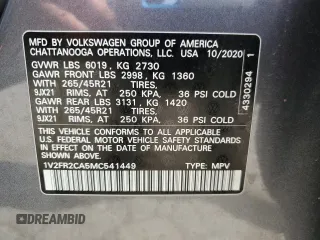 MFD. BY VOLKSWAGEN GROUP OF AMERICA
CHATTANOOGA OPERATIONS, LLC. USA 10/2020
GVWR LBS 6019, KG 2730
GAWR FRONT LBS 2998, KG 1360
WITH 265/45R21 TIRES,
9JX21 RIMS, AT 250 KPA, 36 PSI COLD
GAWR REAR LBS 3131, KG 1420
WITH 265/45R21 TIRES,
9JX21 RIMS, AT 250 KPA, 36 PSI COLD
THIS VEHICLE CONFORMS TO ALL APPLICABLE
U.S. FEDERAL MOTOR VEHICLE SAFETY
STANDARDS IN EFFECT ON THE DATE OF
MANUFACTURE SHOWN ABOVE.
1V2FR2CA5MC541449 TYPE: MPV
4330294 1